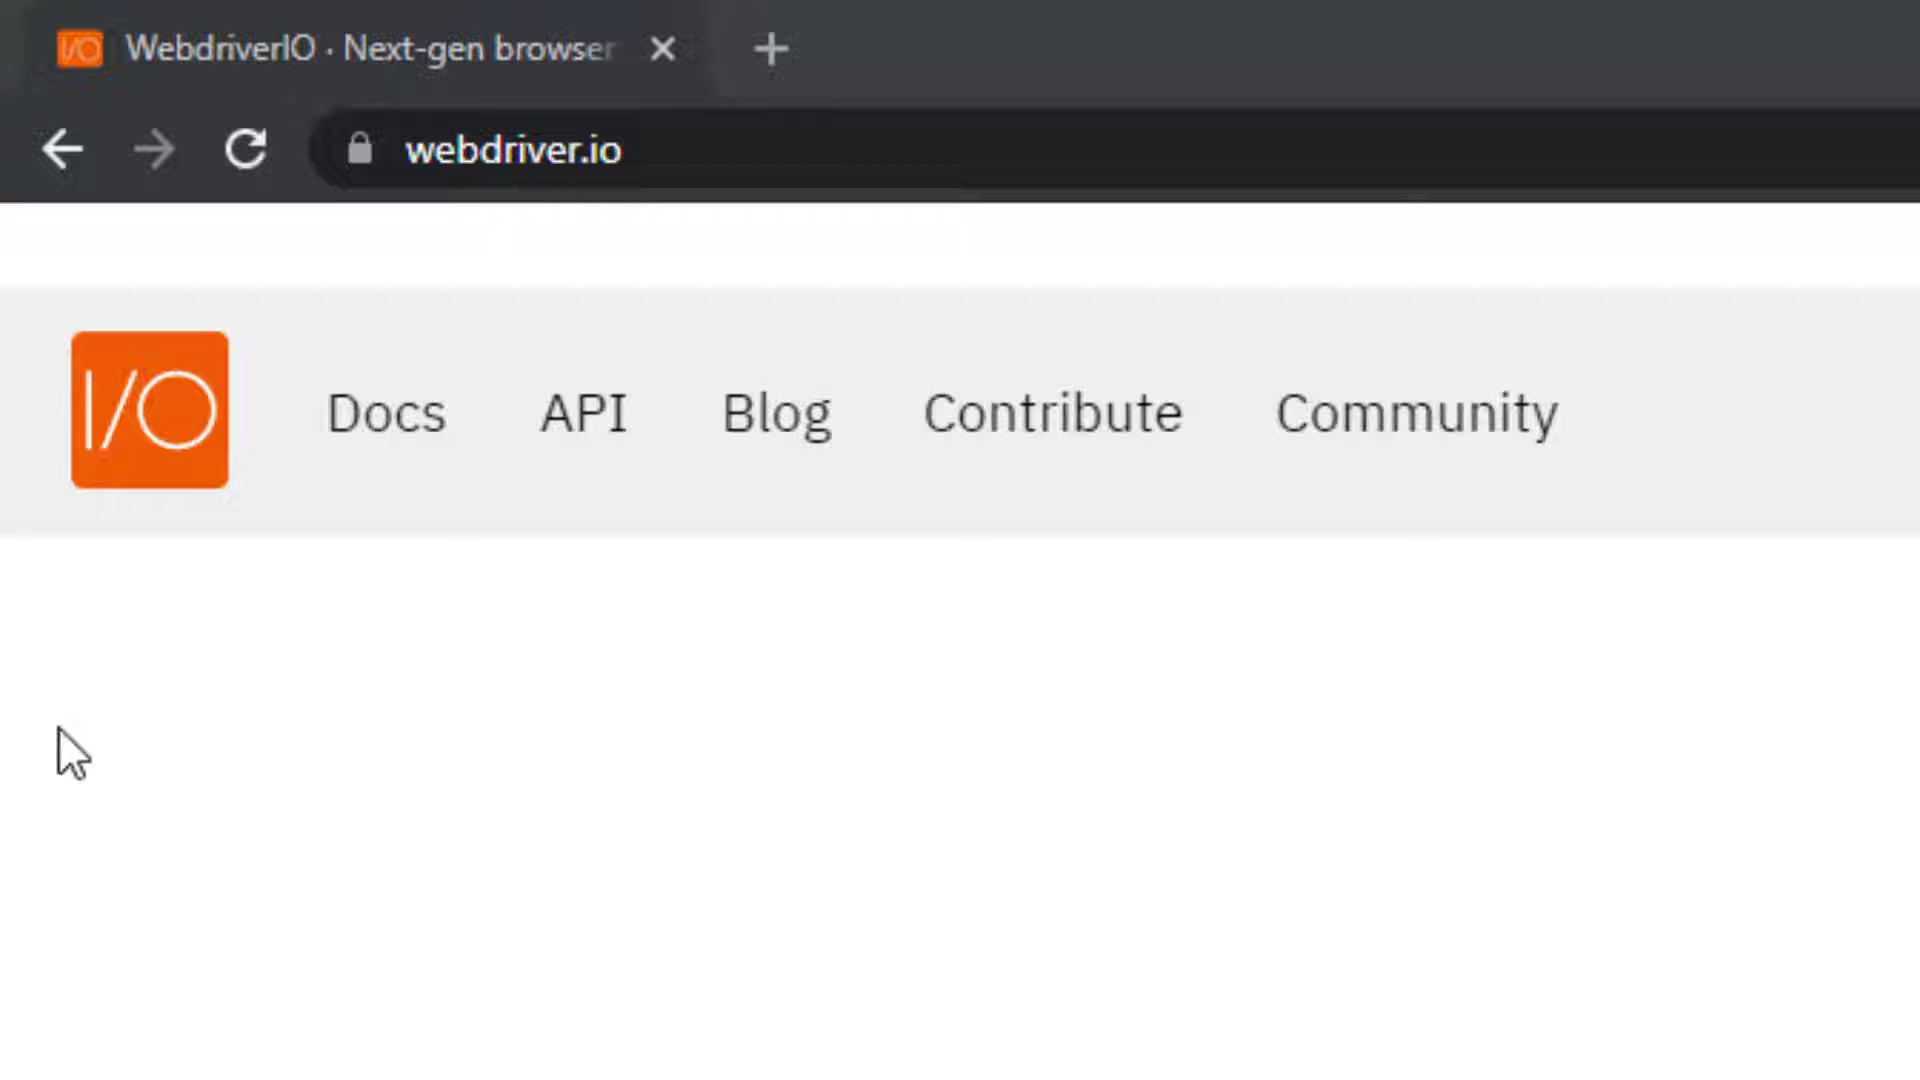 I/O WebdriverIO · Next-gen browser
webdriver.io
I/O Docs API Blog Contribute Community